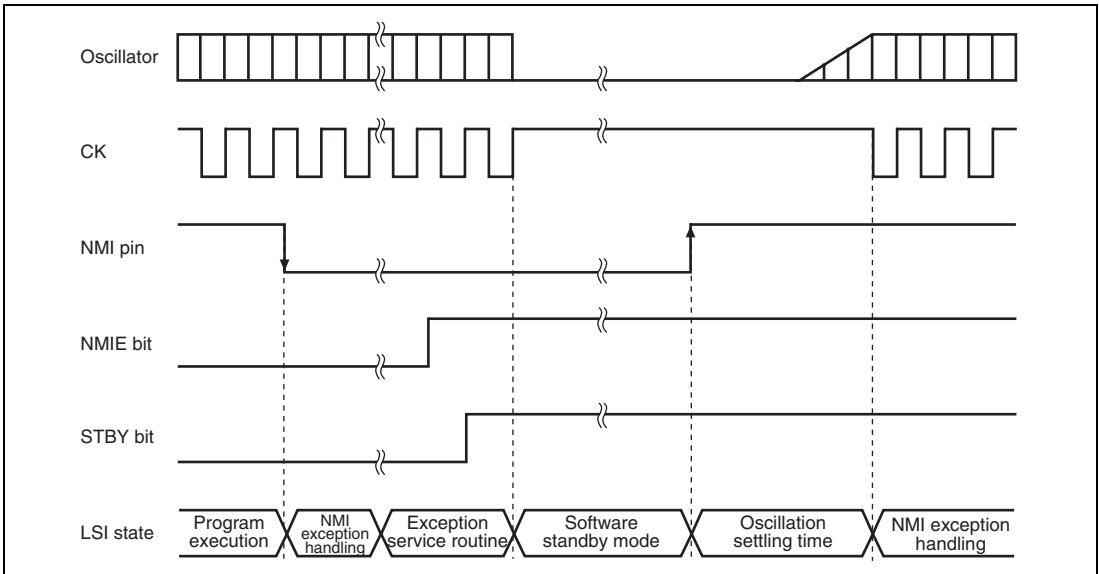 Oscillator
CK
NMI pin
NMIE bit
STBY bit
LSI state
Program
execution
NMI
exception
handling
Exception
service routine
Software
standby mode
Oscillation
settling time
NMI exception
handling